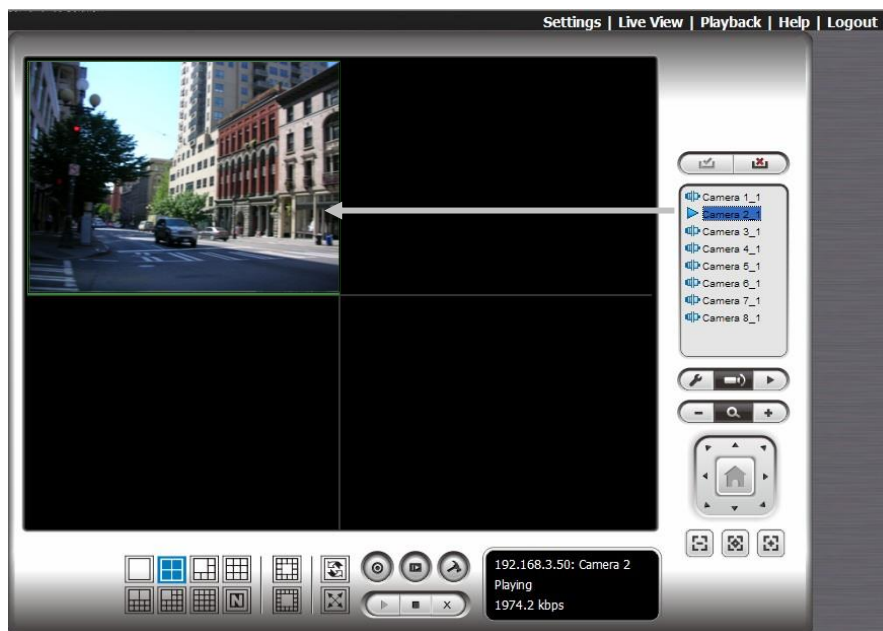 Settings | Live View | Playback | Help | Logout
Camera 1_1
Camera 2_1
Camera 3_1
Camera 4_1
Camera 5_1
Camera 6_1
Camera 7_1
Camera 8_1
N
192.168.3.50: Camera 2
Playing
1974.2 kbps